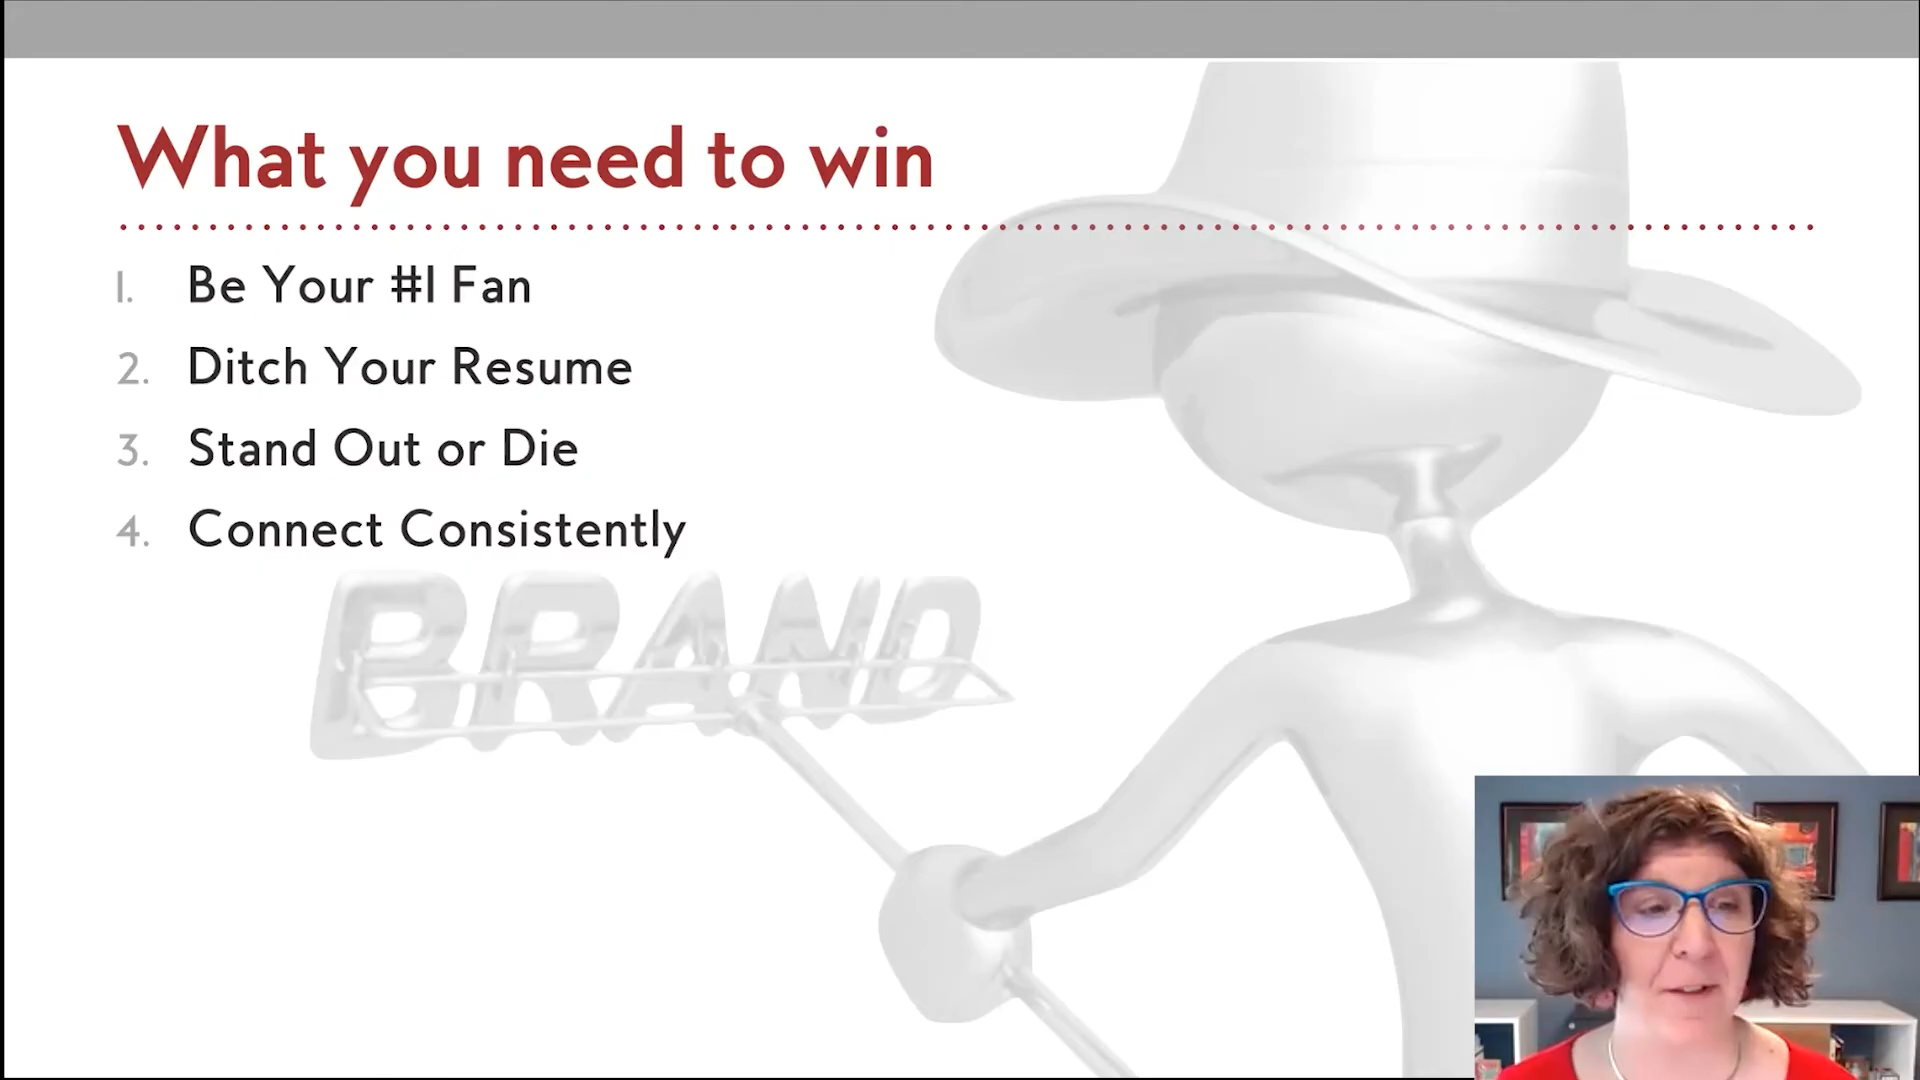 What you need to win
1. Be Your #1 Fan
2. Ditch Your Resume
3. Stand Out or Die
4. Connect Consistently
BRAND